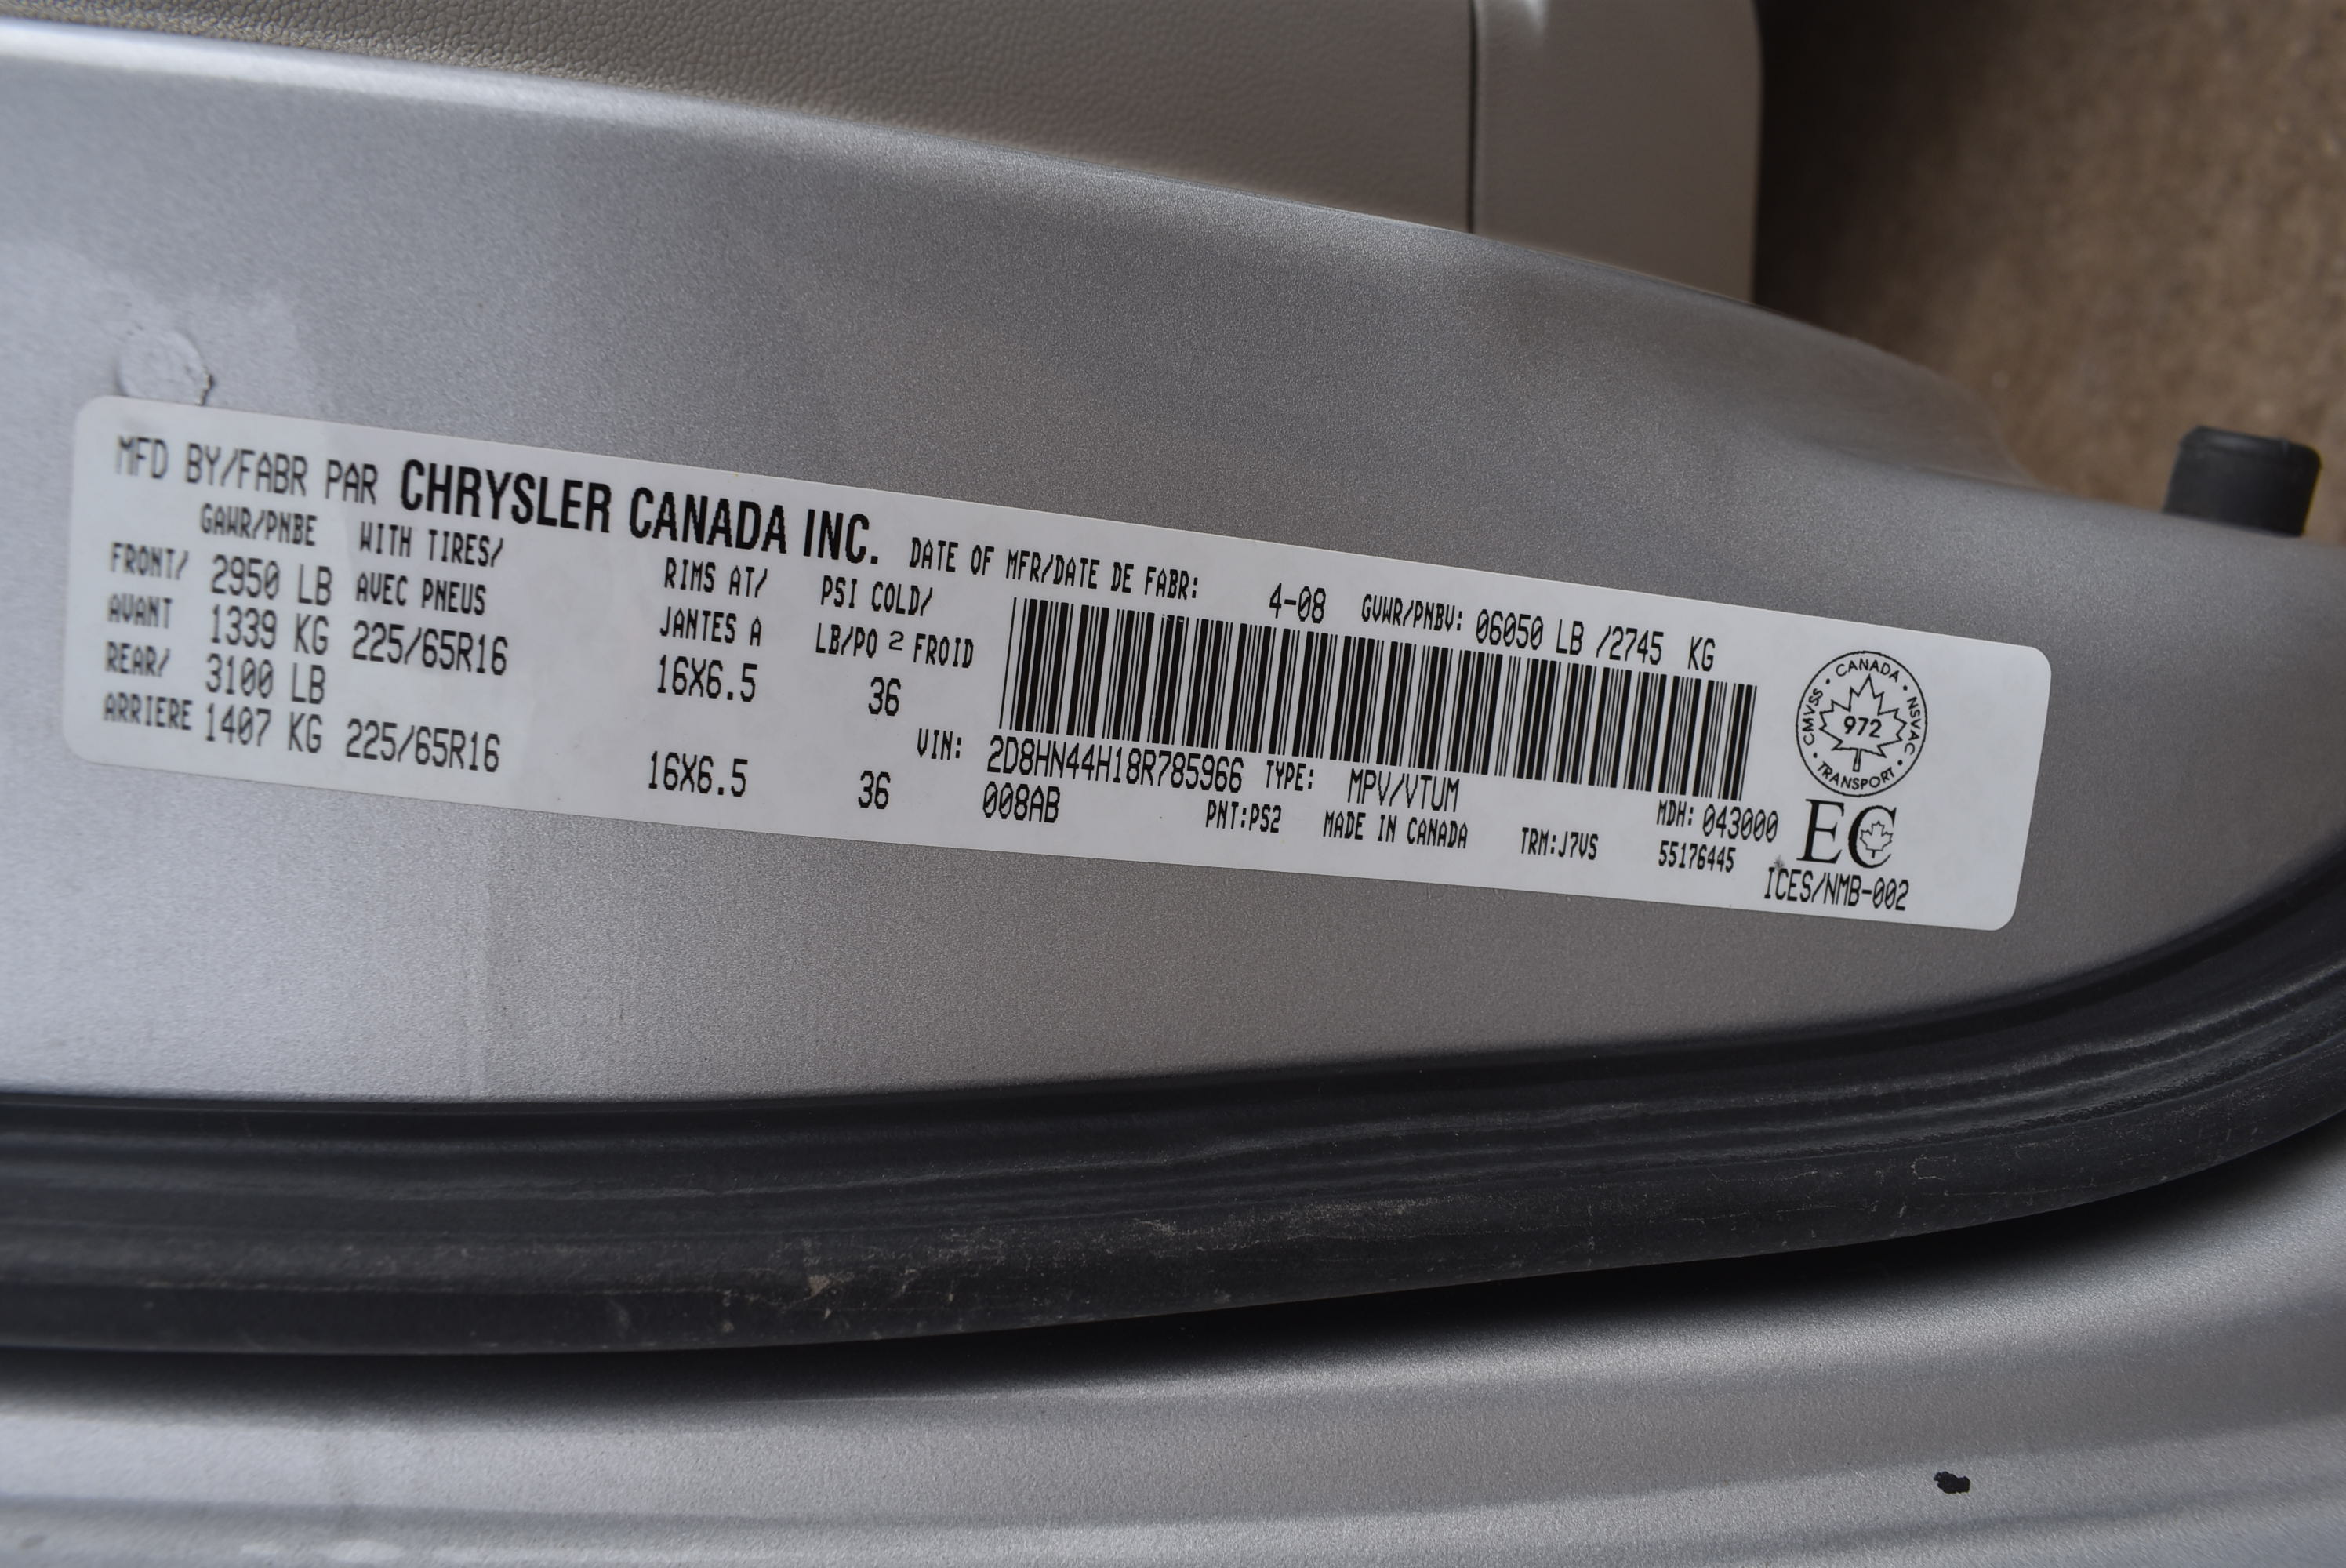 MFD BY/FABR PAR CHRYSLER CANADA INC. DATE OF MFR/DATE DE FABR: 4-08 GVWR/PNBV: 06050 LB /2745 KG
GAWR/PNBE WITH TIRES/ RIMS AT/ PSI COLD/
FRONT/ 2950 LB AVEC PNEUS JANTES A LB/PO 2 FROID
AVANT 1339 KG 225/65R16 16X6.5 36
REAR/ 3100 LB
ARRIERE 1407 KG 225/65R16 16X6.5 36
VIN: 2D8HN44H18R785966 TYPE: MPV/VTUM MDH: 043000
008AB PNT:PS2 MADE IN CANADA TRM:J7VS 55176445
CANADA • NSVAC • TRANSPORT • CMVSS •
972
EC
ICES/NMB-002